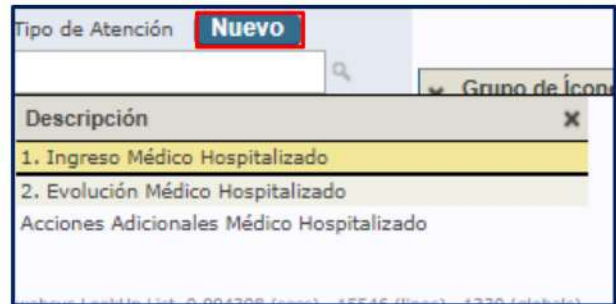 Tipo de Atención Nuevo
Grupo de Ícon
Descripción
1. Ingreso Médico Hospitalizado
2. Evolución Médico Hospitalizado
Acciones Adicionales Médico Hospitalizado